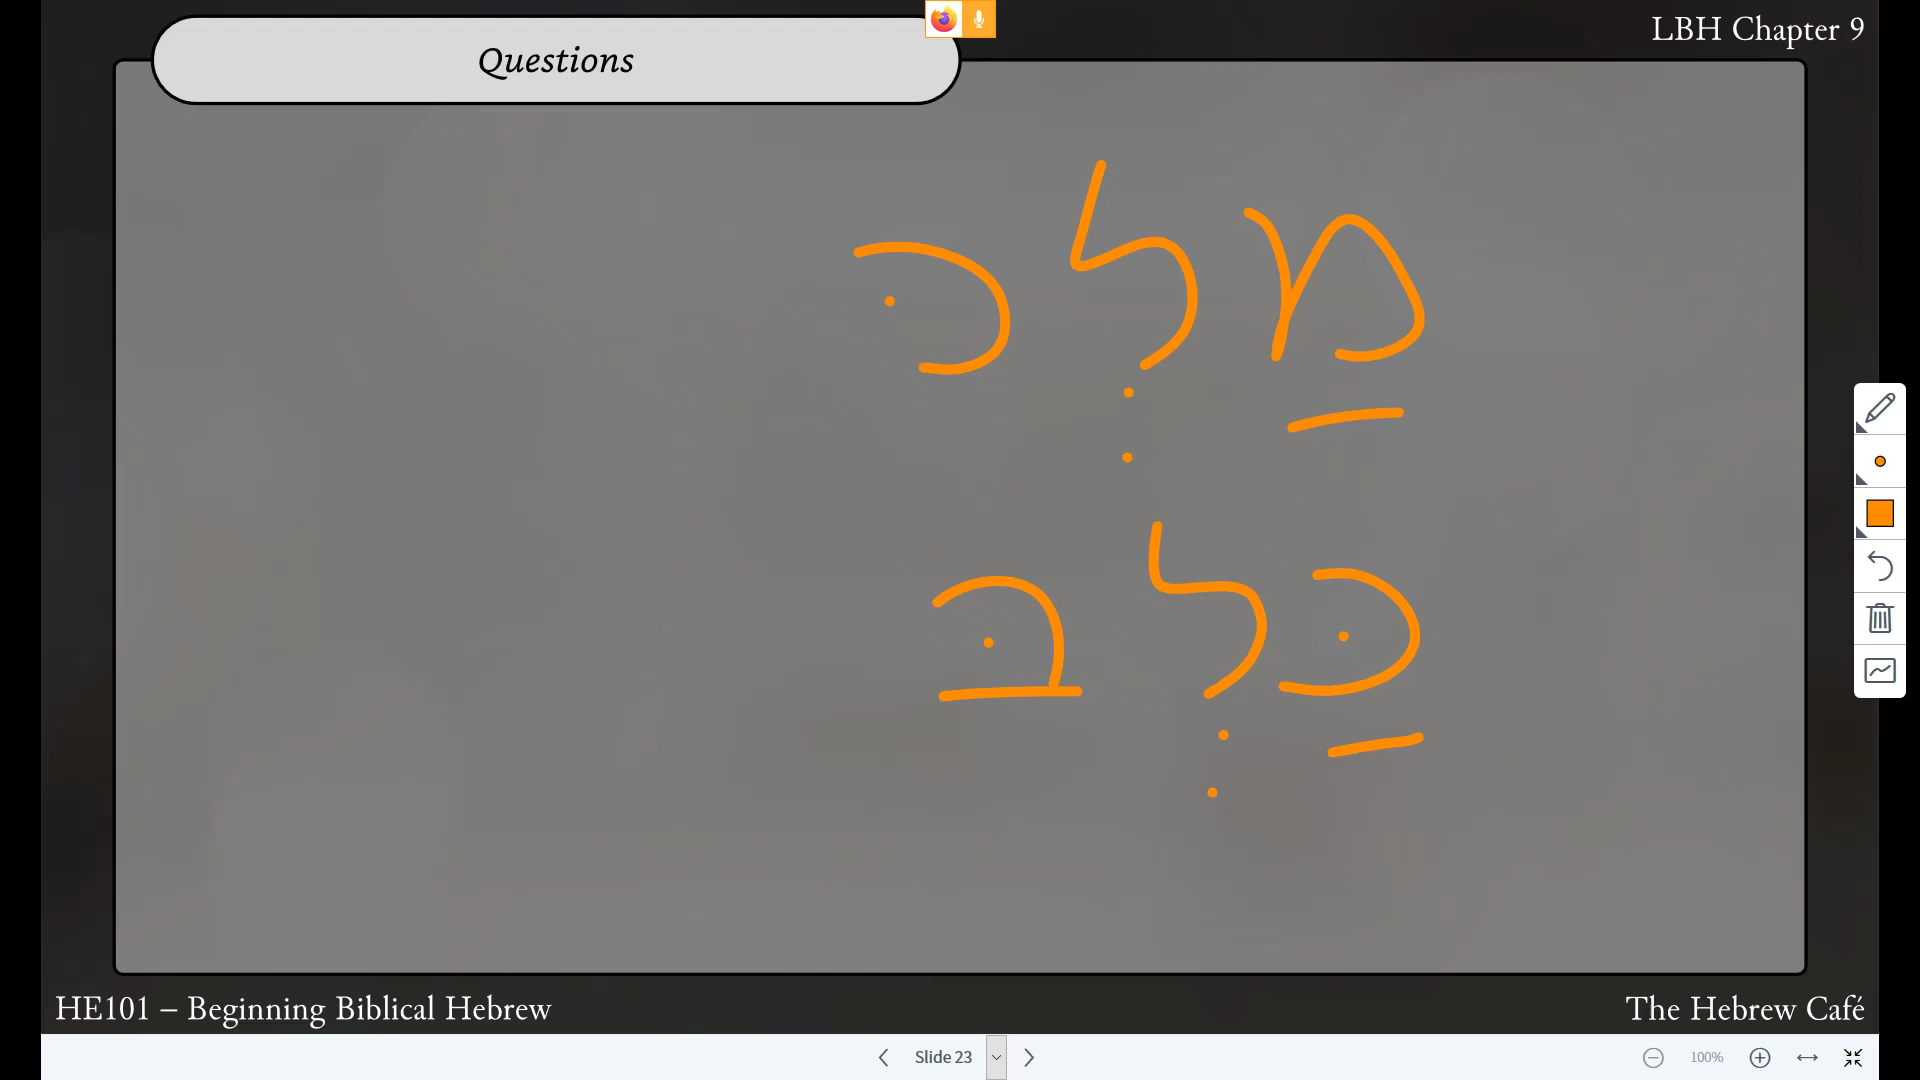 LBH Chapter 9
Questions
מַלְכּ
כַּלְבּ
HE101 – Beginning Biblical Hebrew
The Hebrew Café
Slide 23
100%